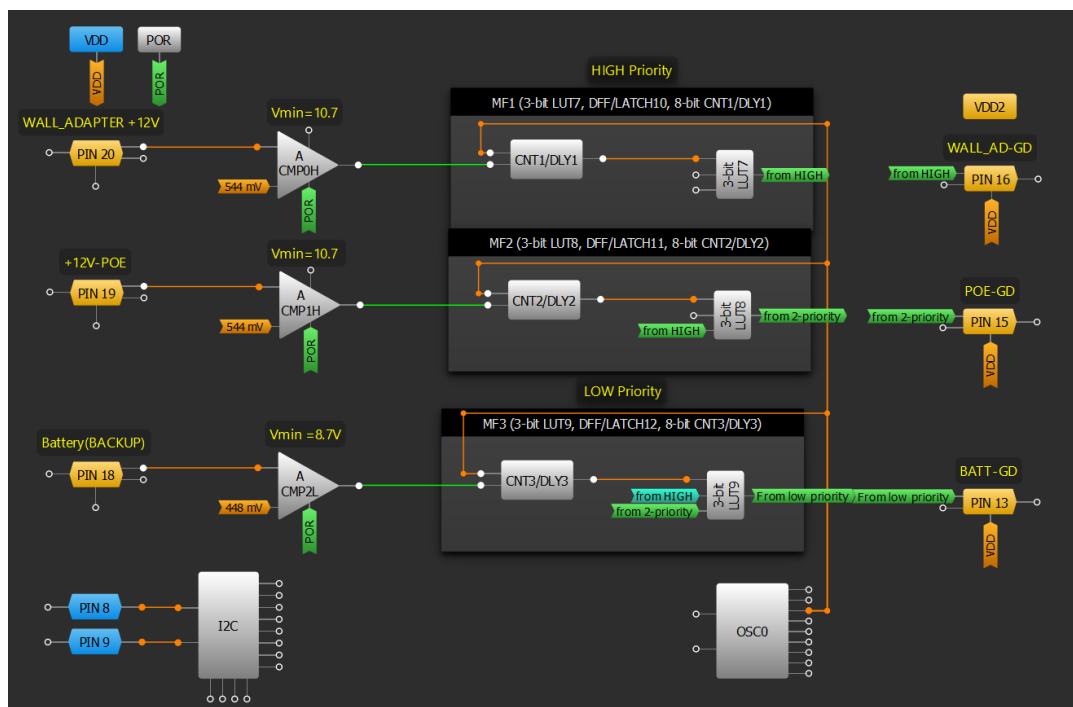 VDD
POR
VDD
POR
HIGH Priority
WALL_ADAPTER +12V
Vmin=10.7
MF1 (3-bit LUT7, DFF/LATCH10, 8-bit CNT1/DLY1)
VDD2
PIN 20
A
CMP0H
544 mV
POR
CNT1/DLY1
3-bit
LUT7
from HIGH
WALL_AD-GD
from HIGH
PIN 16
VDD
+12V-POE
Vmin=10.7
MF2 (3-bit LUT8, DFF/LATCH11, 8-bit CNT2/DLY2)
PIN 19
A
CMP1H
544 mV
POR
CNT2/DLY2
from HIGH
3-bit
LUT8
from 2-priority
POE-GD
from 2-priority
PIN 15
VDD
LOW Priority
Battery(BACKUP)
Vmin =8.7V
MF3 (3-bit LUT9, DFF/LATCH12, 8-bit CNT3/DLY3)
PIN 18
A
CMP2L
448 mV
POR
CNT3/DLY3
from HIGH
from 2-priority
3-bit
LUT9
From low priority
BATT-GD
From low priority
PIN 13
VDD
PIN 8
PIN 9
I2C
OSC0